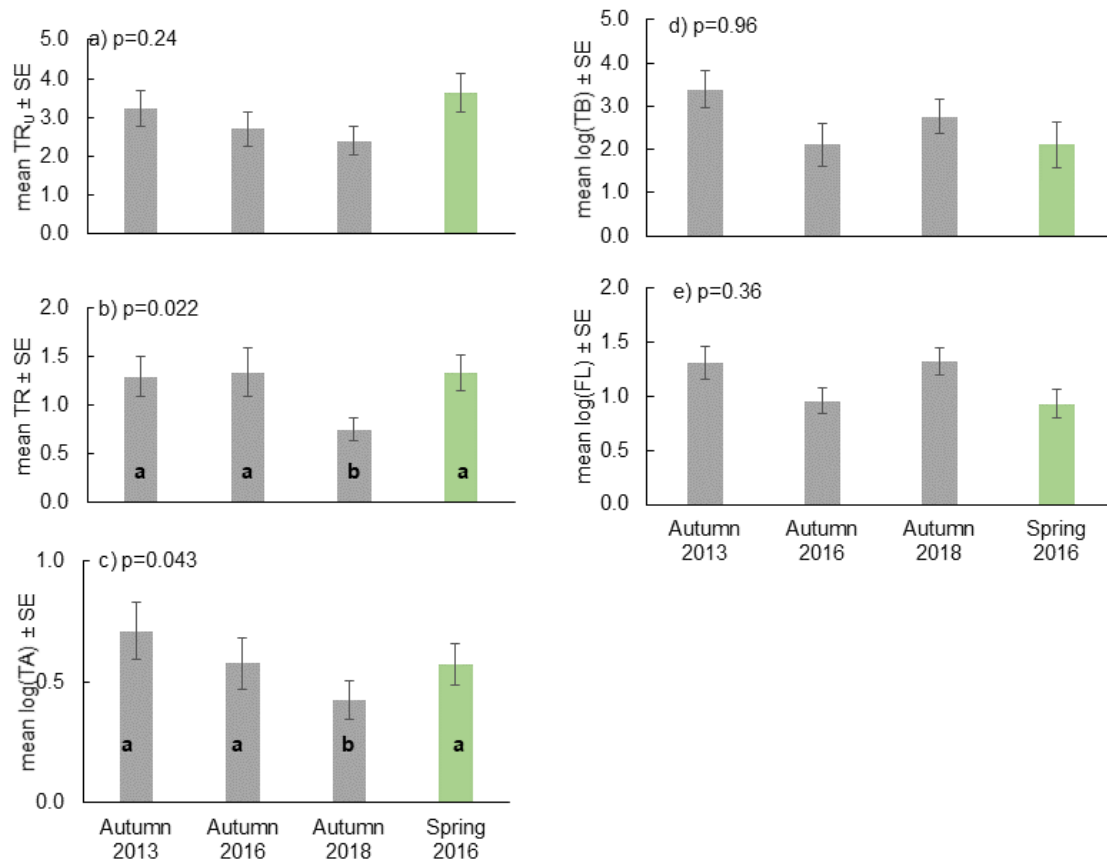 a) p=0.24
mean TRU ± SE
5.0
4.0
3.0
2.0
1.0
0.0
b) p=0.022
mean TR ± SE
2.0
1.5
1.0
0.5
0.0
a a b a
c) p=0.043
mean log(TA) ± SE
1.0
0.5
0.0
a a b a
Autumn 2013 Autumn 2016 Autumn 2018 Spring 2016
d) p=0.96
mean log(TB) ± SE
5.0
4.0
3.0
2.0
1.0
0.0
e) p=0.36
mean log(FL) ± SE
2.0
1.5
1.0
0.5
0.0
Autumn 2013 Autumn 2016 Autumn 2018 Spring 2016